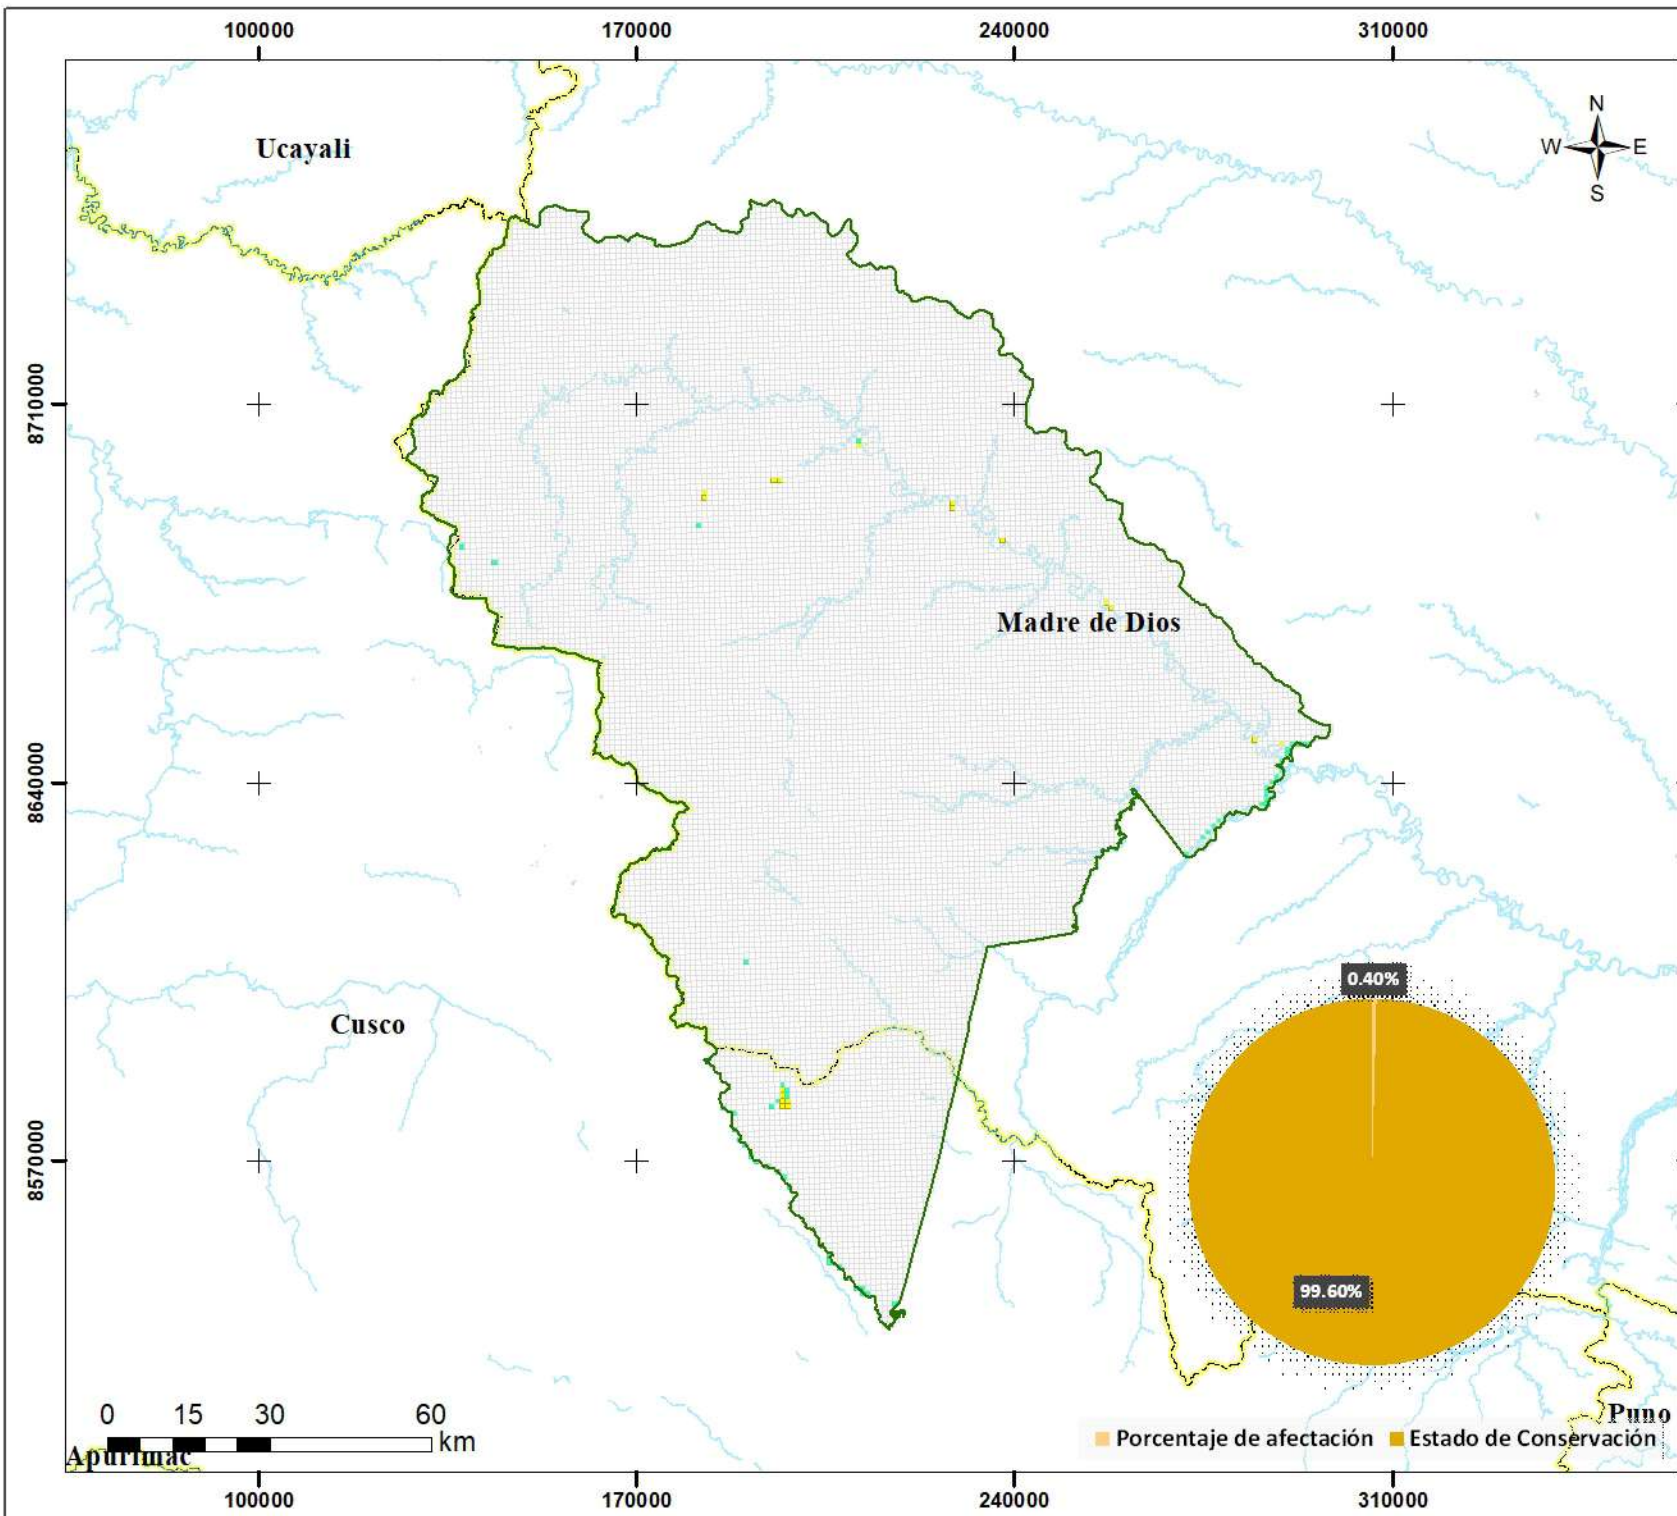 100000 170000 240000 310000
N
W E
S
Ucayali
8710000
Madre de Dios
8640000
0.40%
Cusco
8570000
99.60%
0 15 30 60
km
Puno
Porcentaje de afectación Estado de Conservación
Apurímac
100000 170000 240000 310000